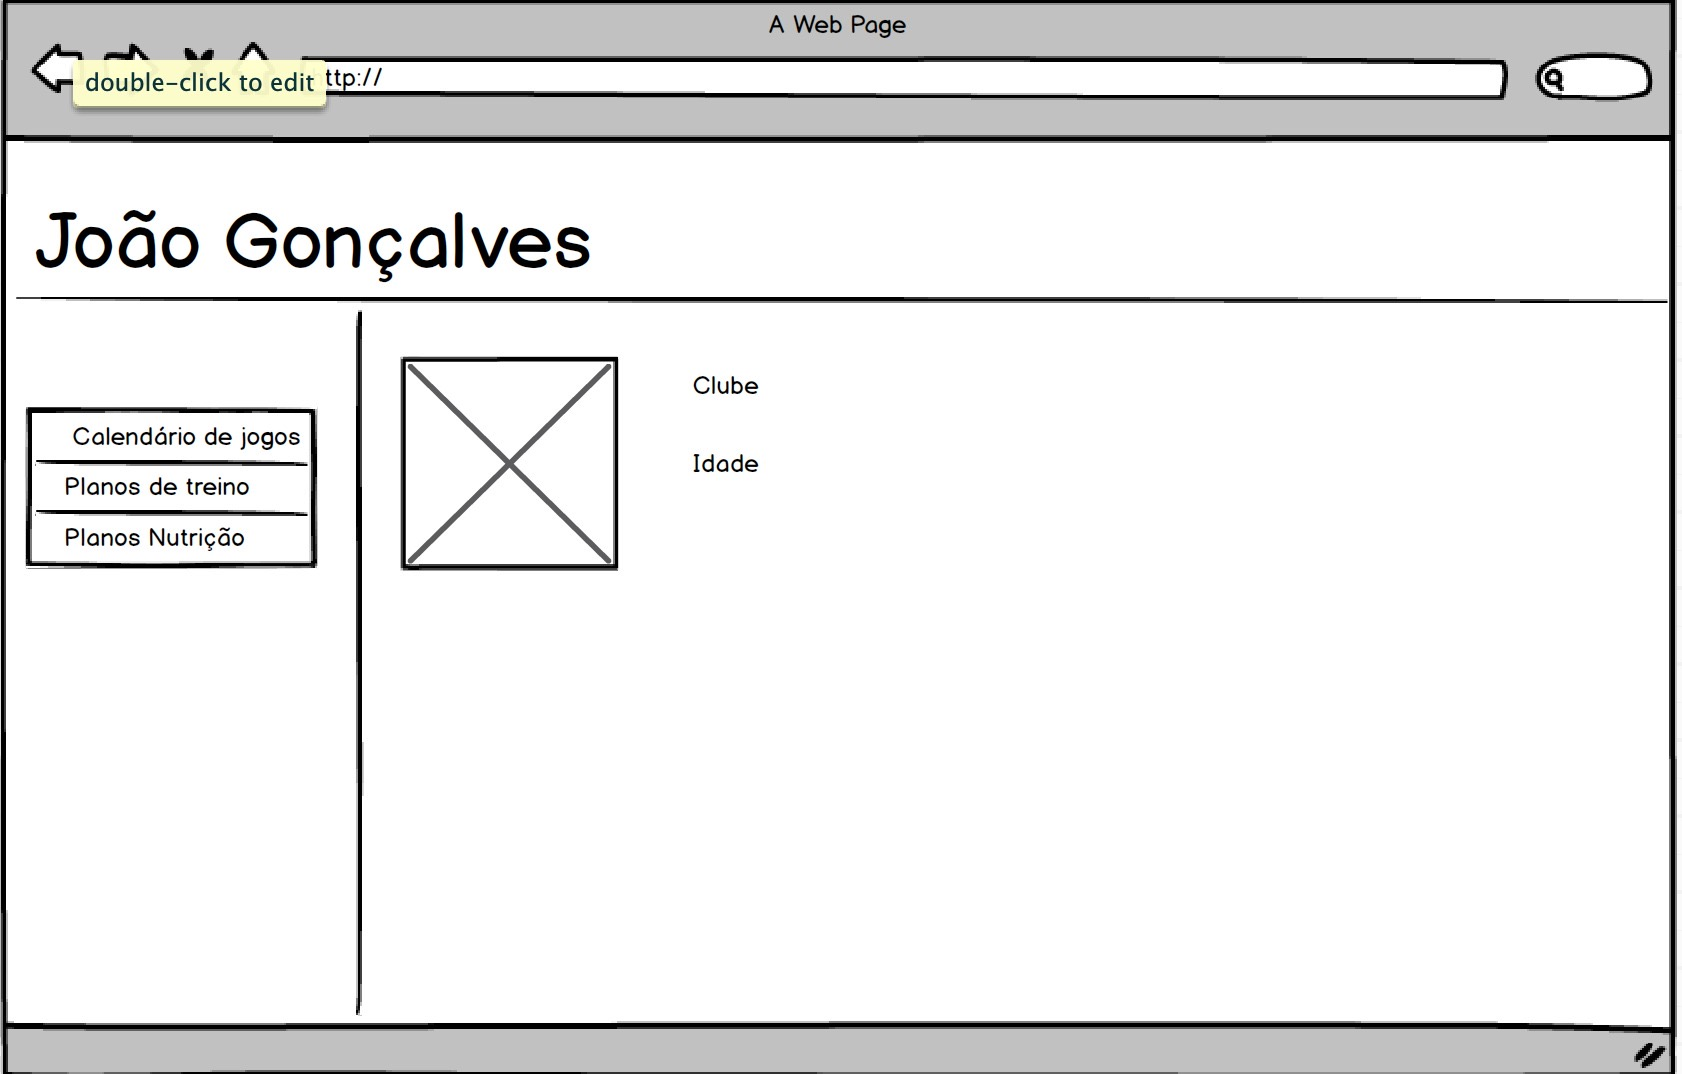 A Web Page
double-click to edit
ttp://
João Gonçalves
Calendário de jogos
Planos de treino
Planos Nutrição
Clube
Idade